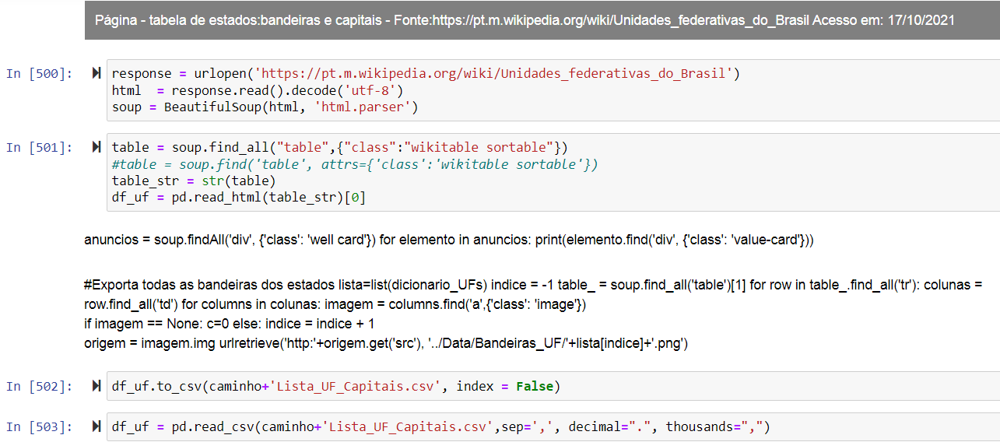 Página - tabela de estados:bandeiras e capitais - Fonte:https://pt.m.wikipedia.org/wiki/Unidades_federativas_do_Brasil Acesso em: 17/10/2021
In [500]: response = urlopen('https://pt.m.wikipedia.org/wiki/Unidades_federativas_do_Brasil')
html  = response.read().decode('utf-8')
soup = BeautifulSoup(html, 'html.parser')
In [501]: table = soup.find_all("table",{"class":"wikitable sortable"})
#table = soup.find('table', attrs={'class':'wikitable sortable'})
table_str = str(table)
df_uf = pd.read_html(table_str)[0]
anuncios = soup.findAll('div', {'class': 'well card'}) for elemento in anuncios: print(elemento.find('div', {'class': 'value-card'}))
#Exporta todas as bandeiras dos estados lista=list(dicionario_UFs) indice = -1 table_ = soup.find_all('table')[1] for row in table_.find_all('tr'): colunas =
row.find_all('td') for columns in colunas: imagem = columns.find('a',{'class': 'image'})
if imagem == None: c=0 else: indice = indice + 1
origem = imagem.img urlretrieve('http:'+origem.get('src'), '../Data/Bandeiras_UF/'+lista[indice]+'.png')
In [502]: df_uf.to_csv(caminho+'Lista_UF_Capitais.csv', index = False)
In [503]: df_uf = pd.read_csv(caminho+'Lista_UF_Capitais.csv',sep=',', decimal=".", thousands=",")